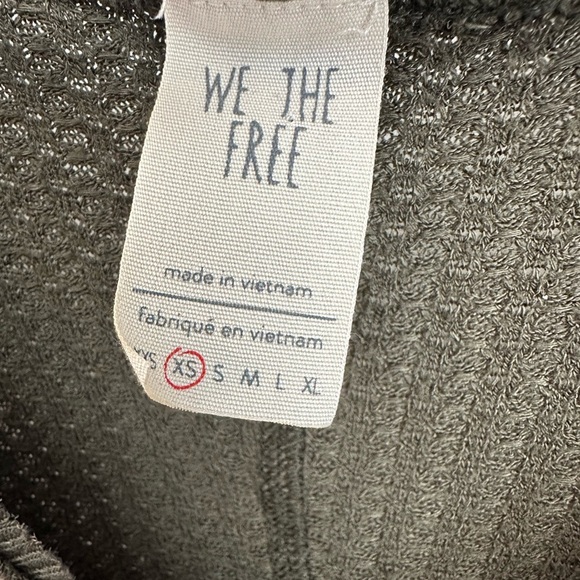 WE THE
FREE
made in vietnam
fabriqué en vietnam
XXS XS S M L XL